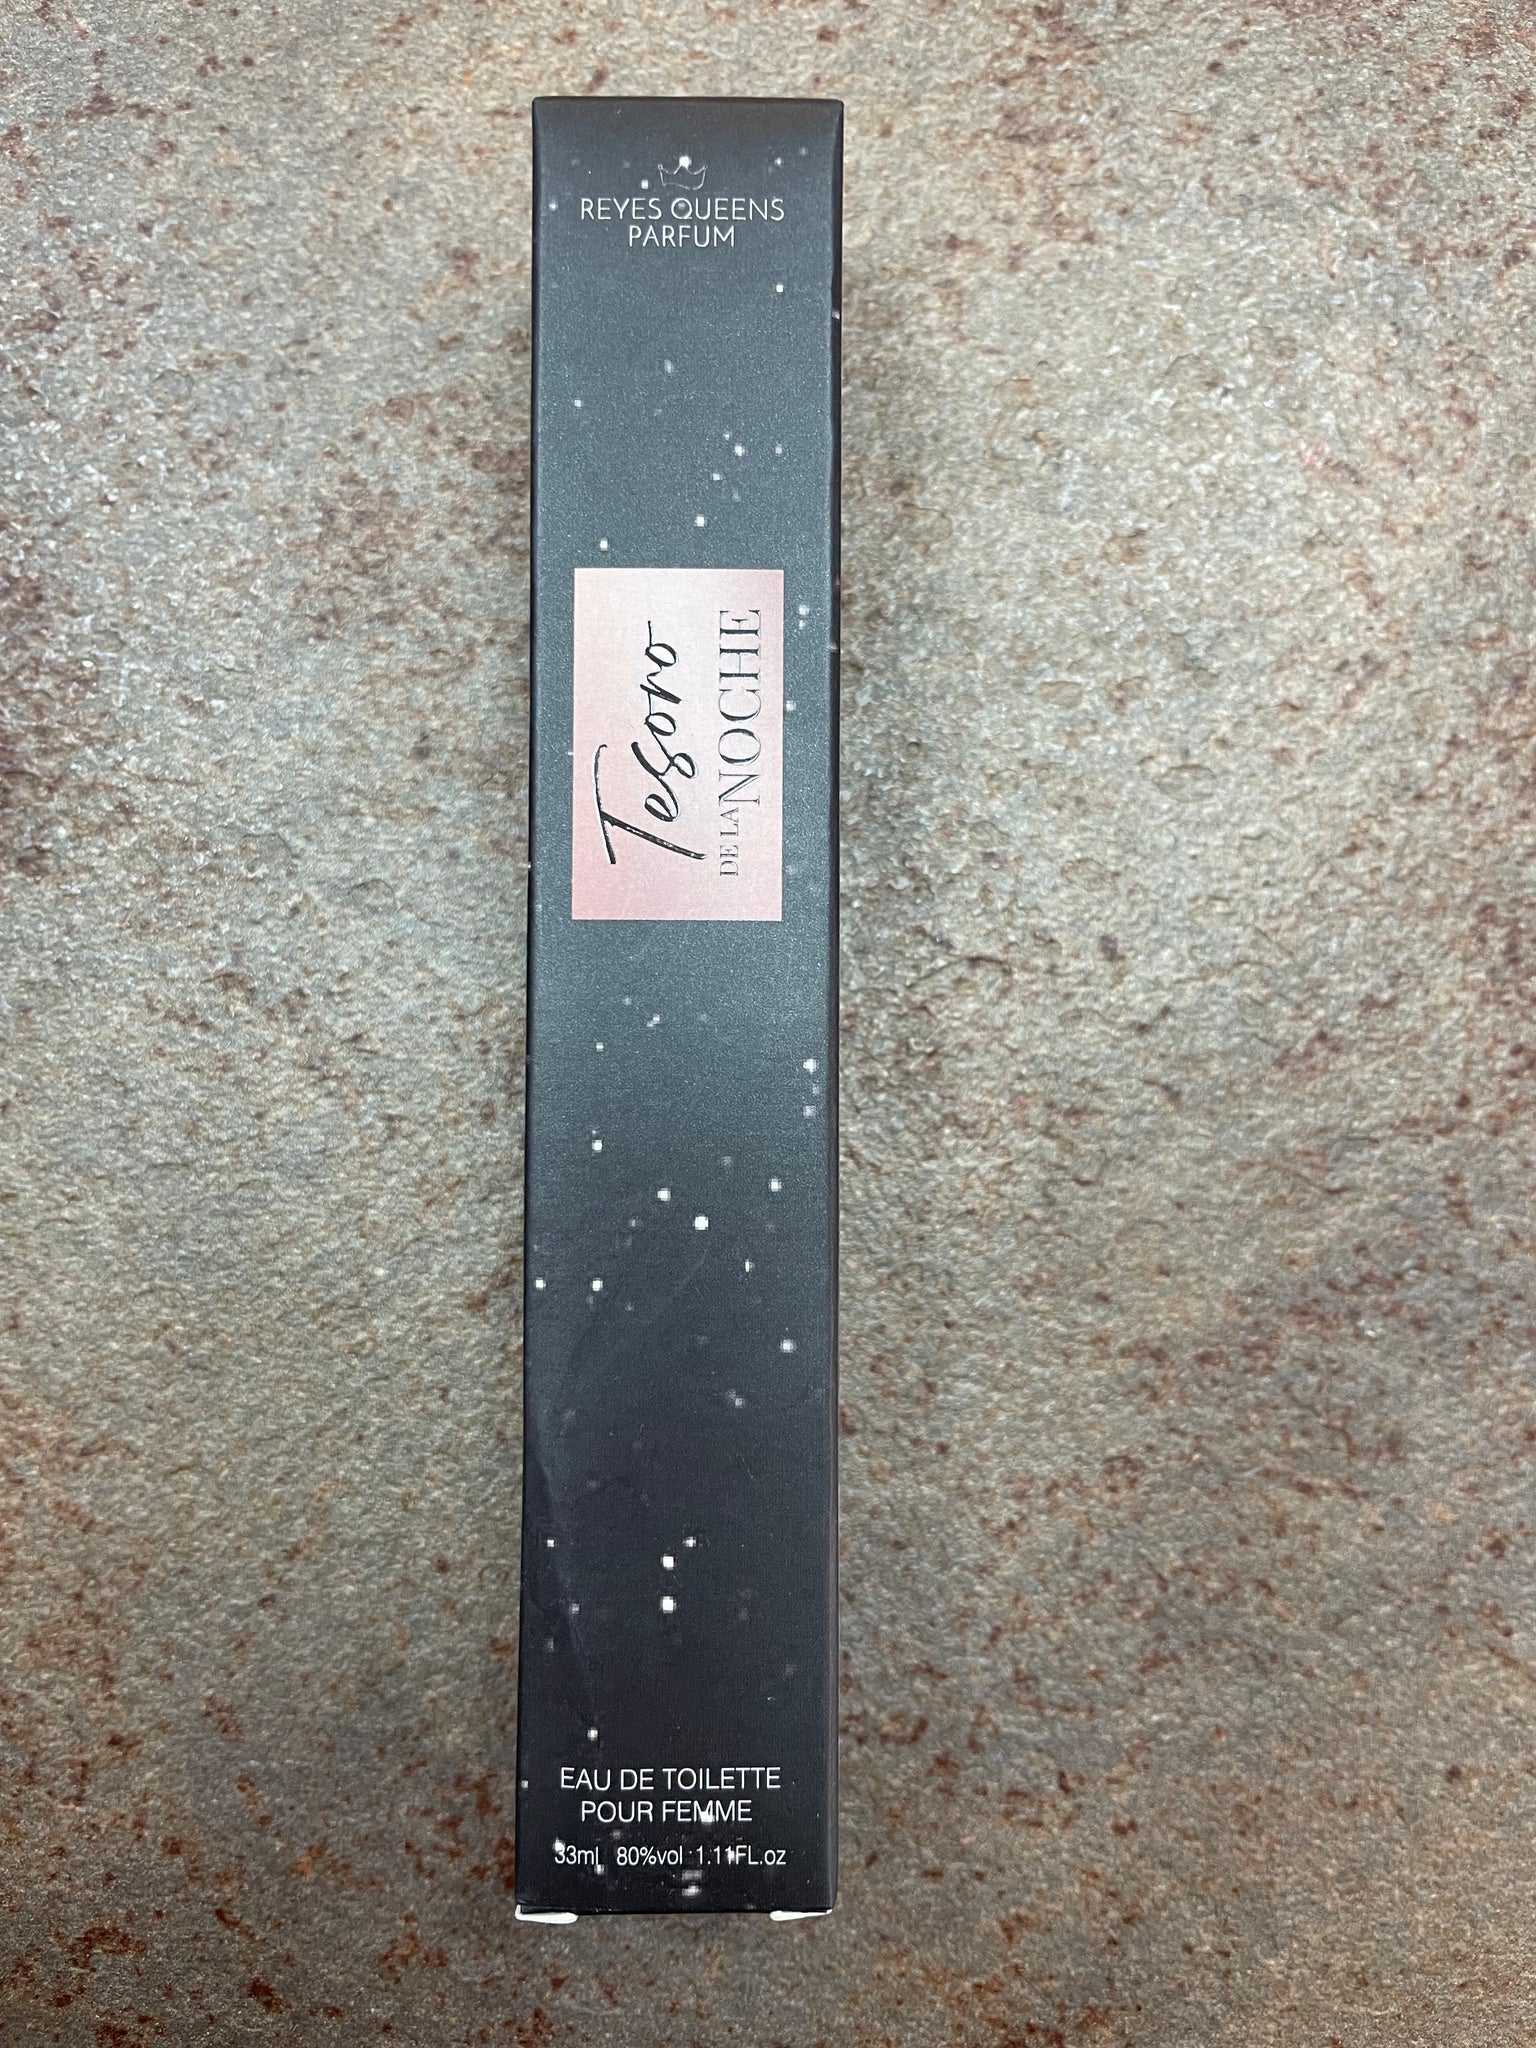 REYES QUEENS
PARFUM
Tesoro
DE LA NOCHE
EAU DE TOILETTE
POUR FEMME
33ml 80%vol 1.11FL.oz